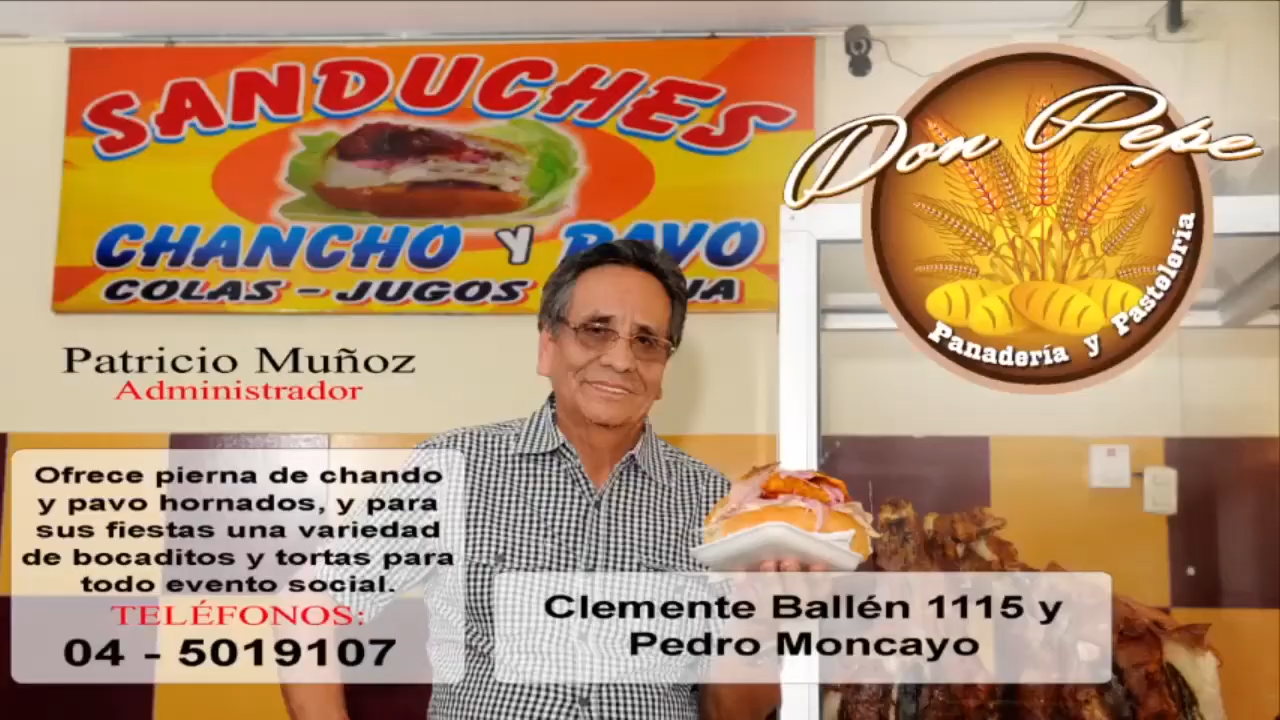 SANDUCHES
CHANCHO Y PAVO
COLAS - JUGOS
Don Pepe
Panadería y Pastelería
Patricio Muñoz
Administrador
Ofrece pierna de chando
y pavo hornados, y para
sus fiestas una variedad
de bocaditos y tortas para
todo evento social.
TELÉFONOS:
04 - 5019107
Clemente Ballén 1115 y
Pedro Moncayo